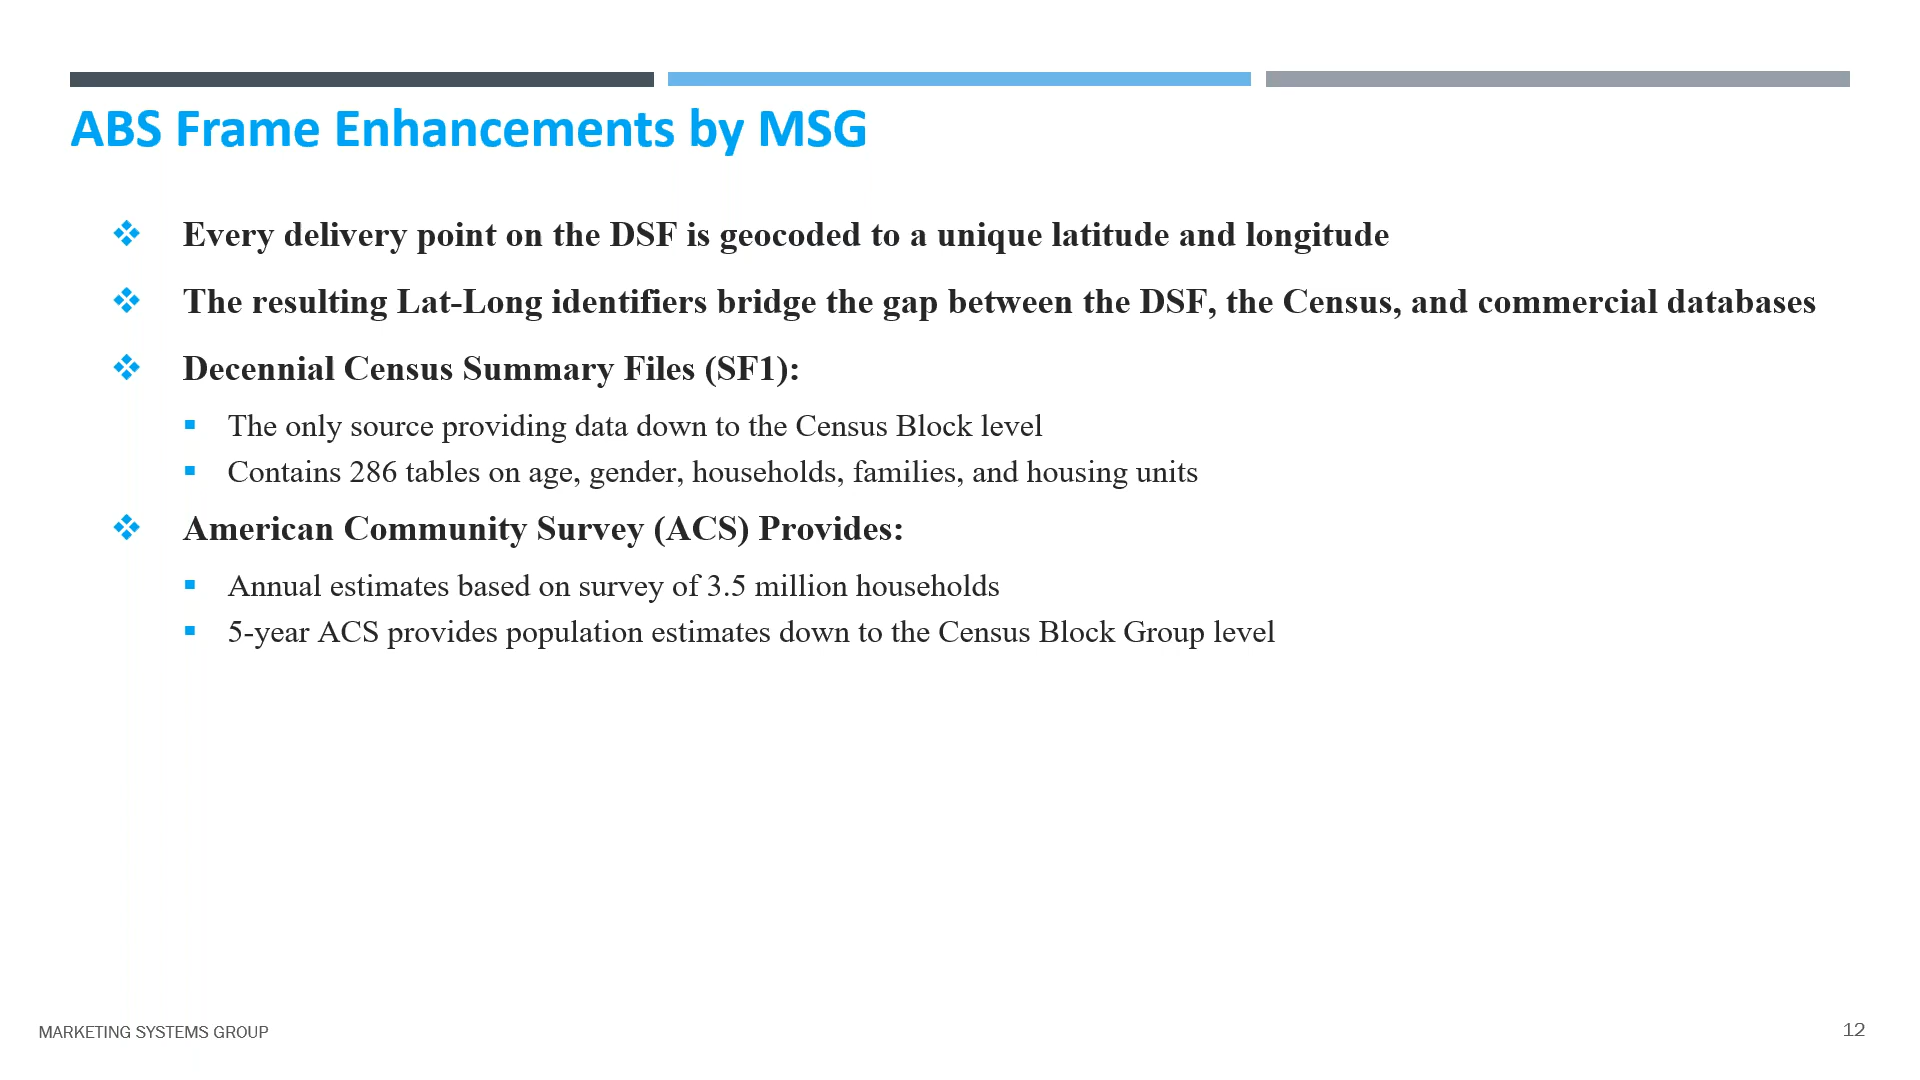 ABS Frame Enhancements by MSG
Every delivery point on the DSF is geocoded to a unique latitude and longitude
The resulting Lat-Long identifiers bridge the gap between the DSF, the Census, and commercial databases
Decennial Census Summary Files (SF1):
The only source providing data down to the Census Block level
Contains 286 tables on age, gender, households, families, and housing units
American Community Survey (ACS) Provides:
Annual estimates based on survey of 3.5 million households
5-year ACS provides population estimates down to the Census Block Group level
MARKETING SYSTEMS GROUP
12